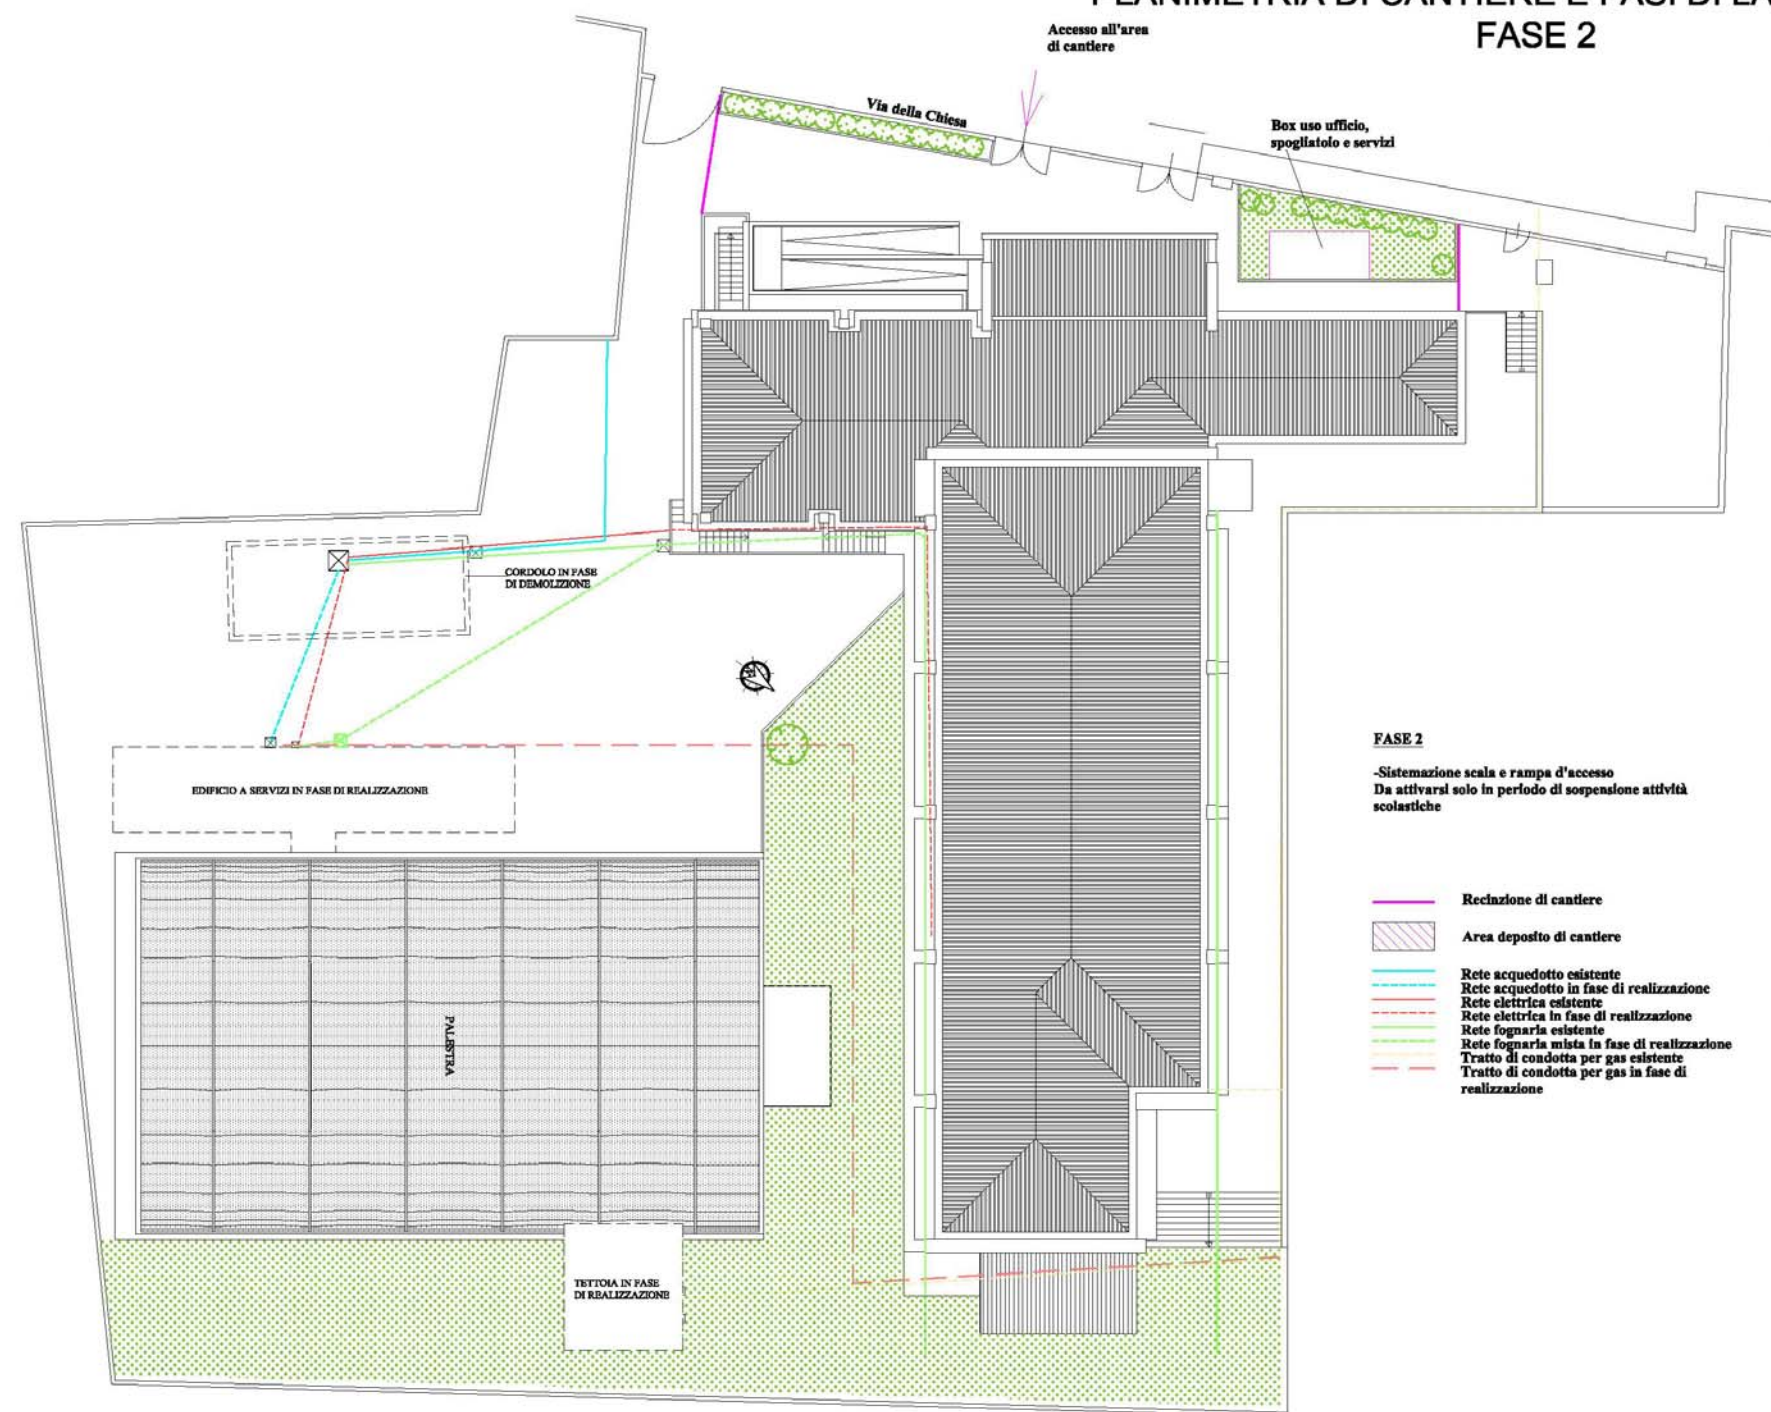 FASE 2
Accesso all'area
di cantiere
Via della Chiesa
Box uso ufficio,
spogliatoio e servizi
CORDOLO IN FASE
DI DEMOLIZIONE
EDIFICIO A SERVIZI IN FASE DI REALIZZAZIONE
PALESTRA
TETTOIA IN FASE
DI REALIZZAZIONE
FASE 2
-Sistemazione scala e rampa d'accesso
Da attivarsi solo in periodo di sospensione attività
scolastiche
Recinzione di cantiere
Area deposito di cantiere
Rete acquedotto esistente
Rete acquedotto in fase di realizzazione
Rete elettrica esistente
Rete elettrica in fase di realizzazione
Rete fognaria esistente
Rete fognaria mista in fase di realizzazione
Tratto di condotta per gas esistente
Tratto di condotta per gas in fase di
realizzazione